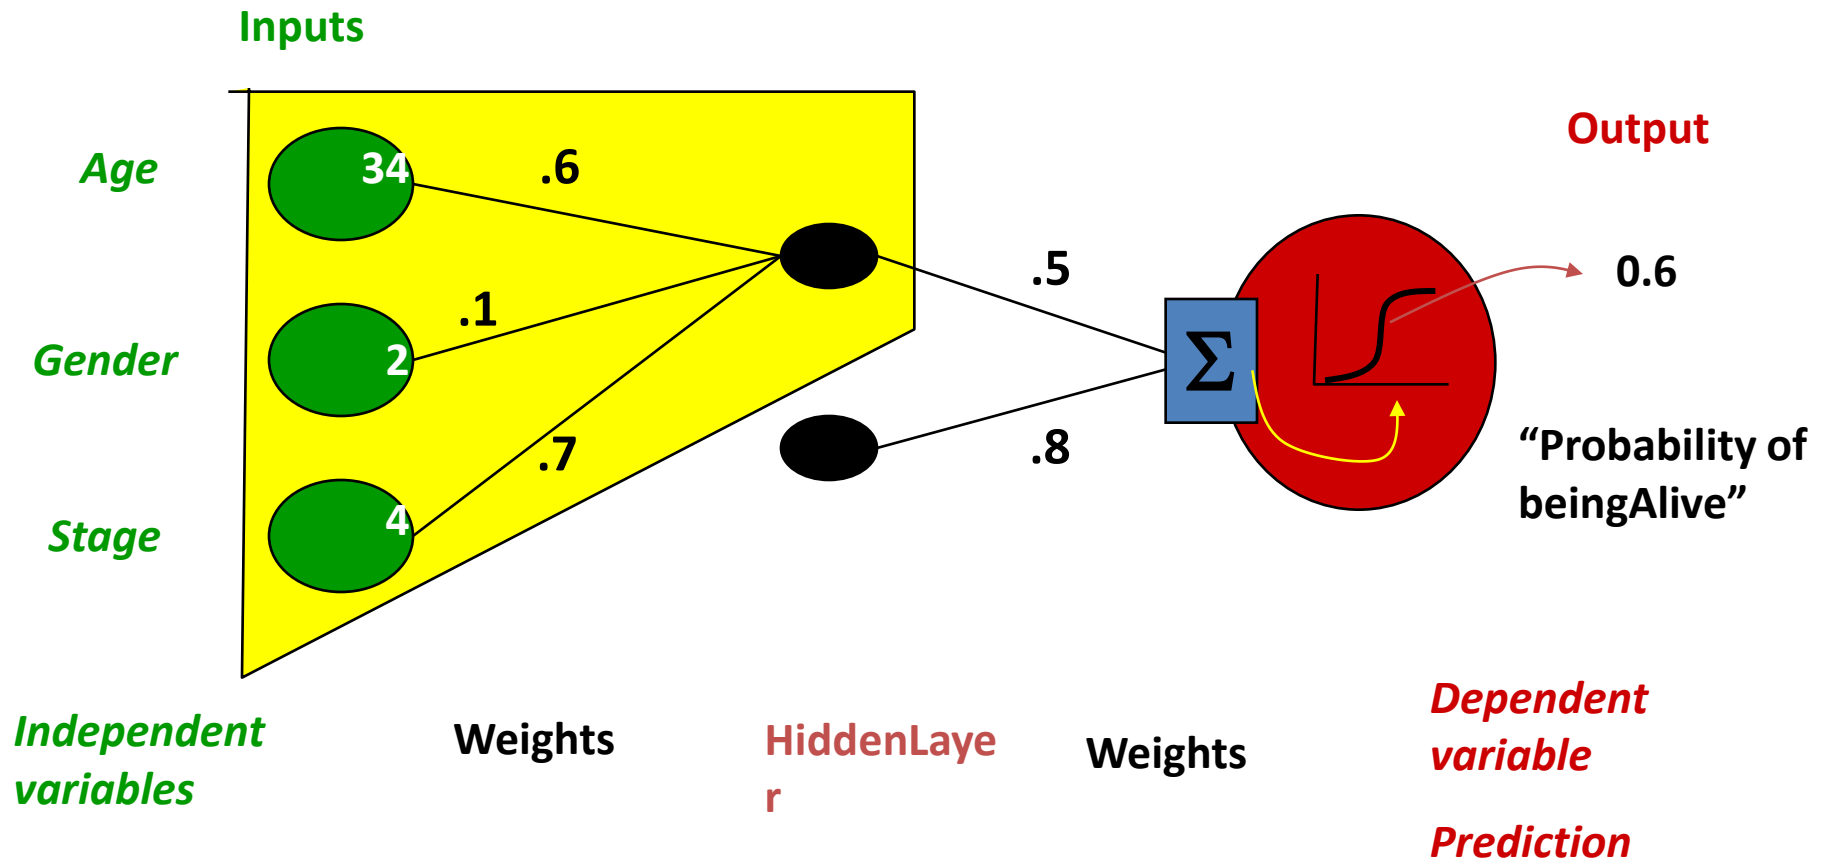 Inputs
Output
Age
34
.6
.5
0.6
Gender
2
.1
Σ
.8
“Probability of
beingAlive”
Stage
4
.7
Independent
variables
Weights
HiddenLaye
r
Weights
Dependent
variable
Prediction